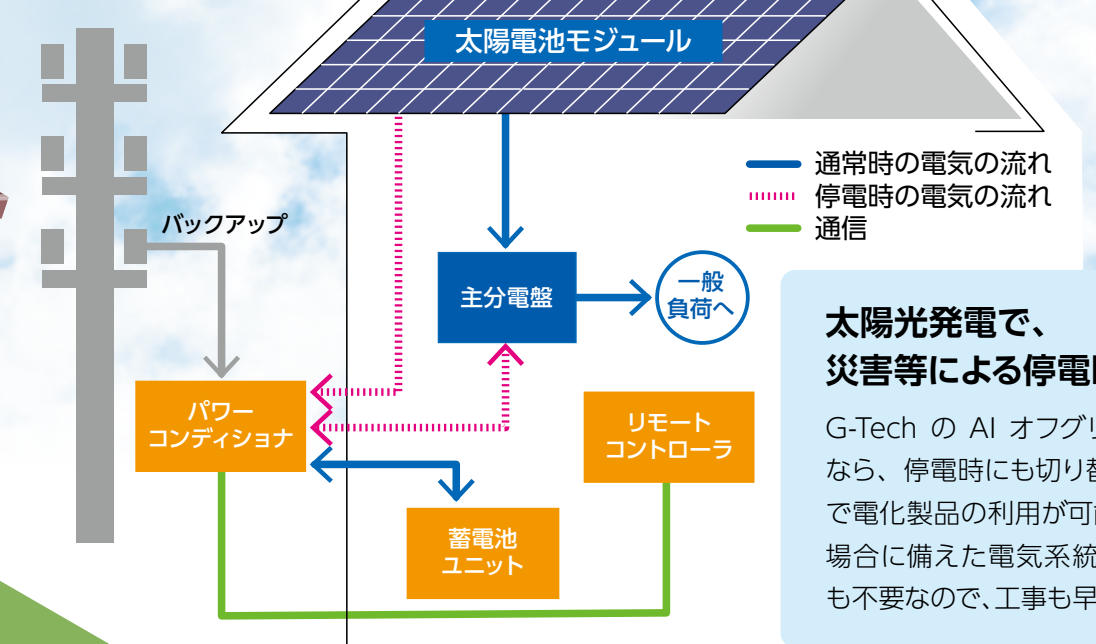 太陽電池モジュール
通常時の電気の流れ
停電時の電気の流れ
通信
バックアップ
主分電盤
一般
負荷へ
パワー
コンディショナ
リモート
コントローラ
蓄電池
ユニット
太陽光発電で、
災害等による停電
G-Tech の AI オフグリ
なら、停電時にも切り替
で電化製品の利用が可能
場合に備えた電気系統
も不要なので、工事も早